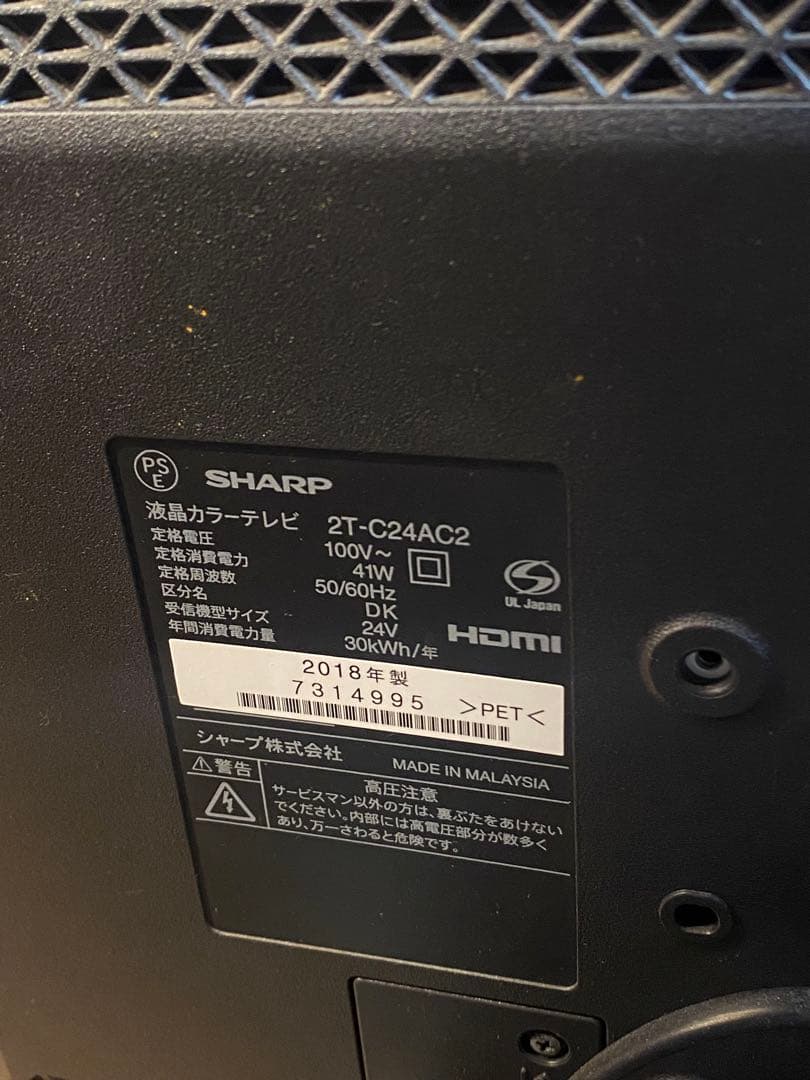 PS
E
SHARP
液晶カラーテレビ 2T-C24AC2
定格電圧 100V～
定格消費電力 41W
定格周波数 50/60Hz
区分名 DK
受信機型サイズ 24V
年間消費電力量 30kWh/年
UL Japan
HDMI
2018年製
7314995 >PET<
シャープ株式会社 MADE IN MALAYSIA
警告 高圧注意
サービスマン以外の方は、裏ぶたをあけない
でください。内部には高電圧部分が数多く
あり、万一さわると危険です。